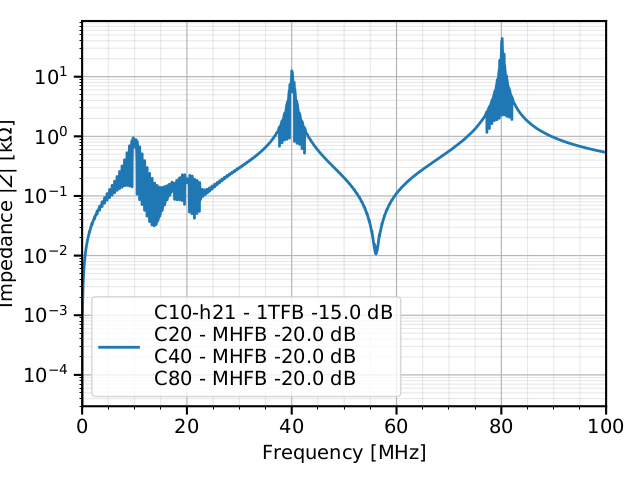 Impedance |Z| [kΩ]
10¹
10⁰
10⁻¹
10⁻²
10⁻³
10⁻⁴
C10-h21 - 1TFB -15.0 dB
C20 - MHFB -20.0 dB
C40 - MHFB -20.0 dB
C80 - MHFB -20.0 dB
0 20 40 60 80 100
Frequency [MHz]